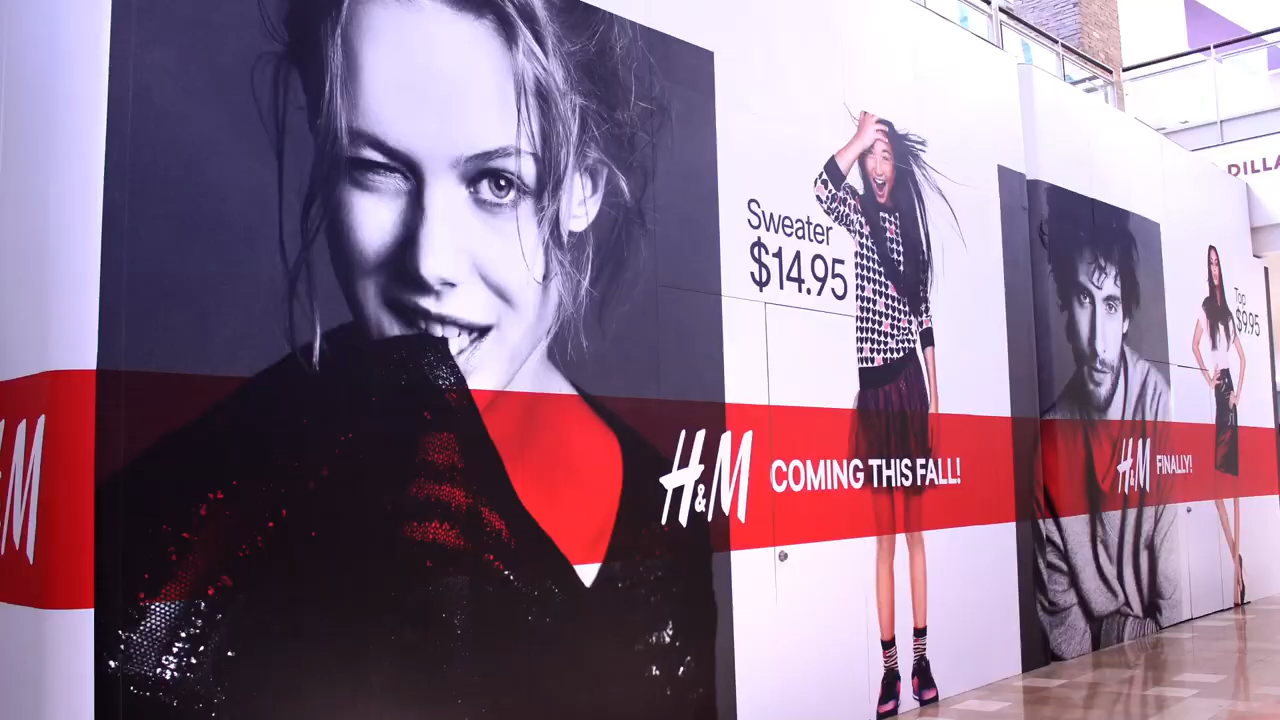 H&M
Sweater
$14.95
H&M COMING THIS FALL!
Top
$9.95
H&M FINALLY!
DILLA